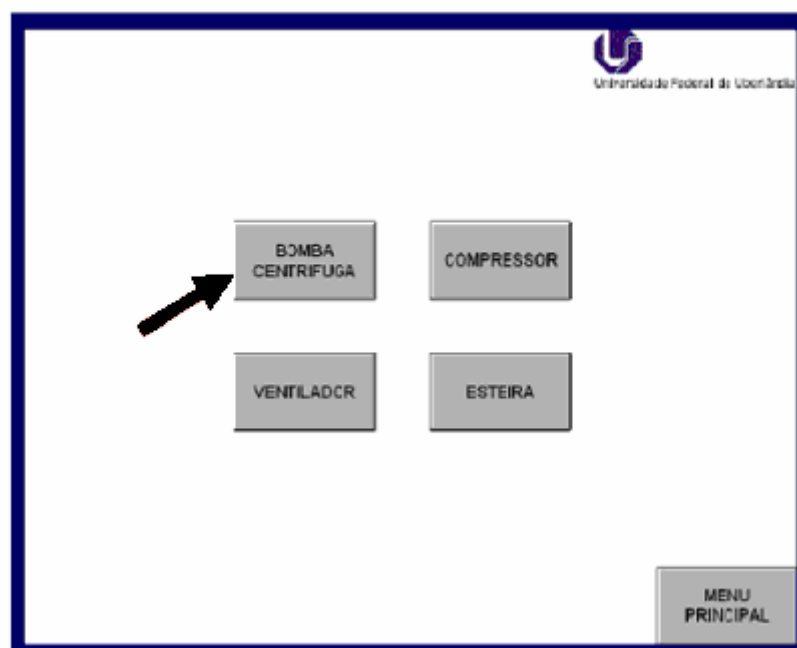 Universidade Federal de Uberlândia
BOMBA
CENTRIFUGA
COMPRESSOR
VENTILADOR
ESTEIRA
MENU
PRINCIPAL